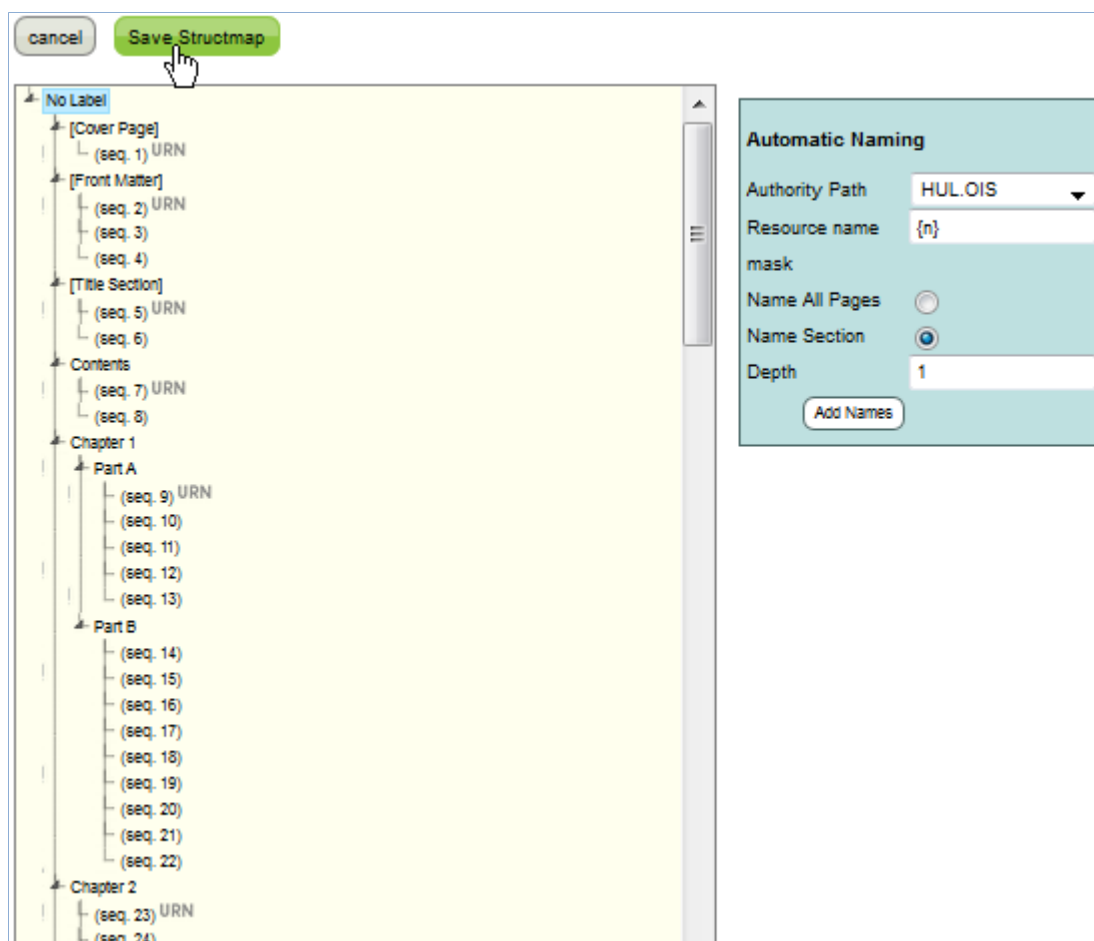 cancel
Save Structmap
No Label
[Cover Page]
(seq. 1) URN
[Front Matter]
(seq. 2) URN
(seq. 3)
(seq. 4)
[Title Section]
(seq. 5) URN
(seq. 6)
Contents
(seq. 7) URN
(seq. 8)
Chapter 1
Part A
(seq. 9) URN
(seq. 10)
(seq. 11)
(seq. 12)
(seq. 13)
Part B
(seq. 14)
(seq. 15)
(seq. 16)
(seq. 17)
(seq. 18)
(seq. 19)
(seq. 20)
(seq. 21)
(seq. 22)
Chapter 2
(seq. 23) URN
(seq. 24)
Automatic Naming
Authority Path HUL.OIS
Resource name {n}
mask
Name All Pages
Name Section
Depth 1
Add Names